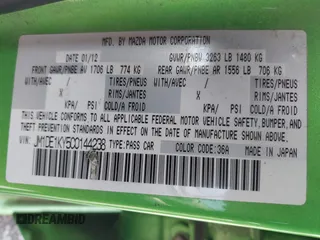 MFD. BY MAZDA MOTOR CORPORATION
DATE 01/12 GVWR/PNBV 3263 LB 1480 KG
FRONT GAWR/PNBE AV 1706 LB 774 KG REAR GAWR/PNBE AR 1556 LB 706 KG
WITH/AVEC TIRES/PNEUS WITH/AVEC TIRES/PNEUS
X RIMS/JANTES X RIMS/JANTES
KPA/ PSI COLD/A FROID KPA/ PSI COLD/A FROID
THIS VEHICLE CONFORMS TO ALL APPLICABLE FEDERAL MOTOR VEHICLE SAFETY, BUMPER, AND
THEFT PREVENTION STANDARDS IN EFFECT ON THE DATE OF MANUFACTURE SHOWN ABOVE.
VIN: JM1DE1KY5C0144238 TYPE: PASS CAR COLOR CODE: 36A MADE IN JAPAN
DREAMBID